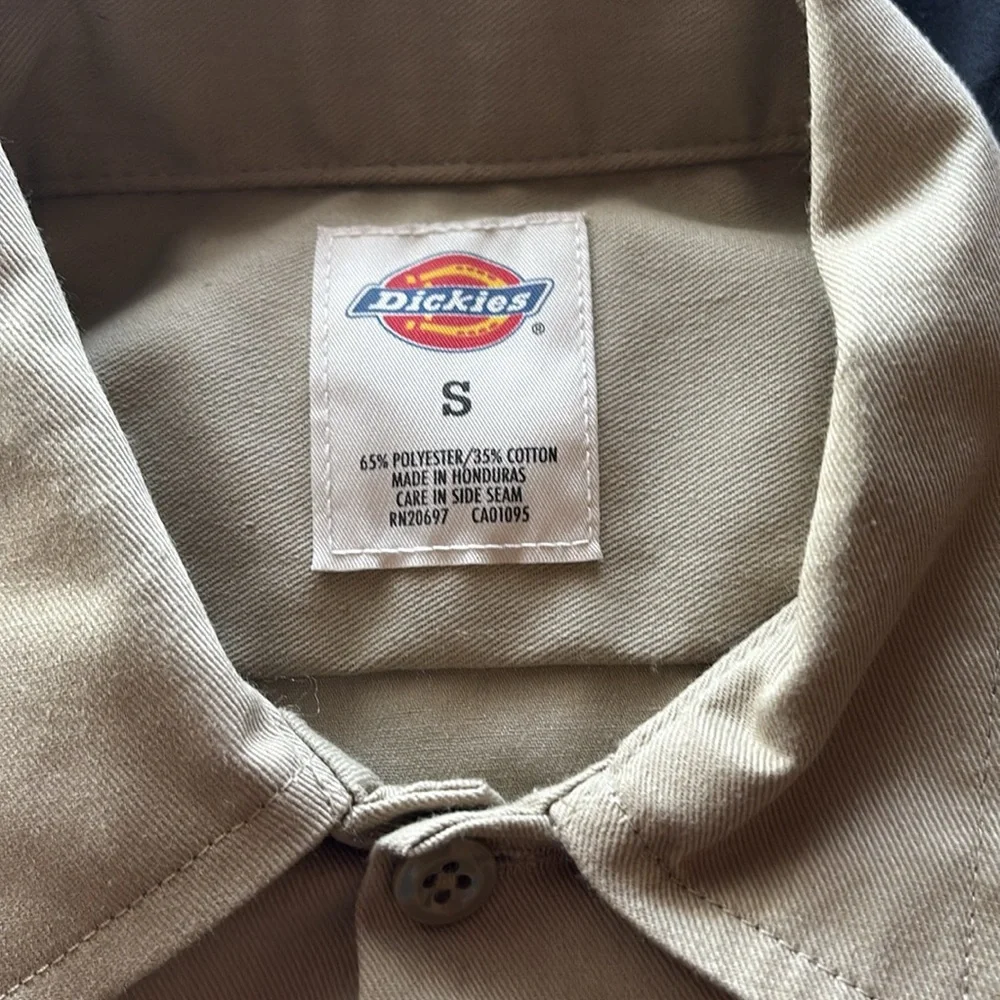 Dickies®
S
65% POLYESTER/35% COTTON
MADE IN HONDURAS
CARE IN SIDE SEAM
RN20697 CA01095